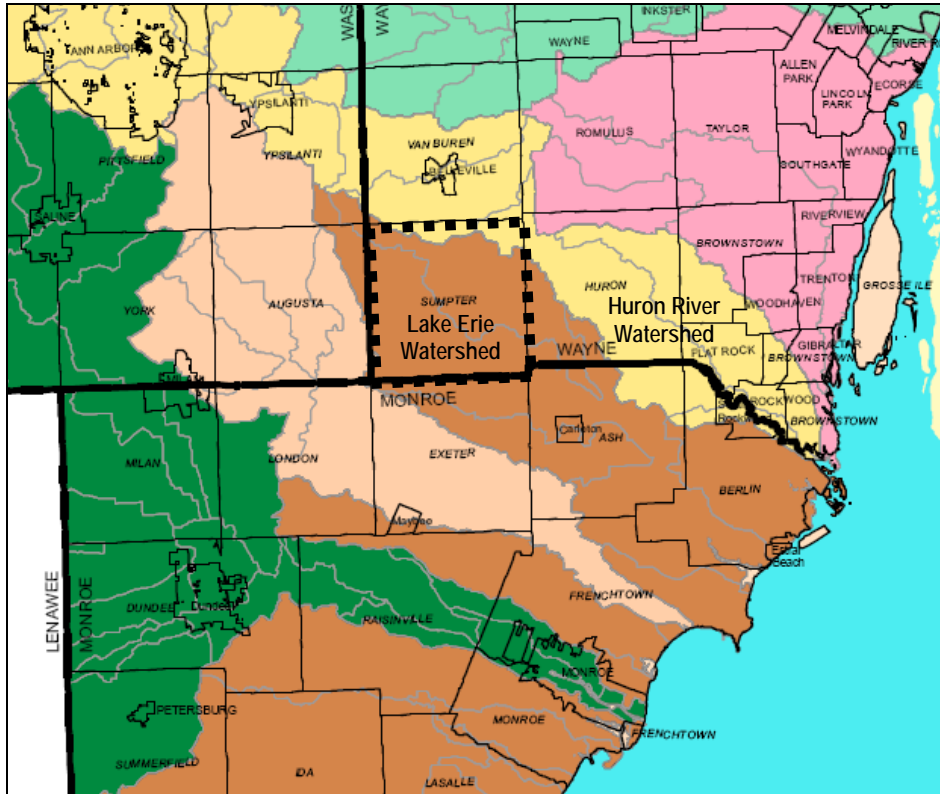 INKSTER
MELVINDALE
WAS
WAY
ANN ARBOR
WAYNE
RIVER R
ALLEN
PARK
ECORSE
LINCOLN
PARK
YPSILANTI
ROMULUS
TAYLOR
VAN BUREN
WYANDOTTE
YPSILANTI
PITTSFIELD
BELLEVILLE
SOUTHGATE
SALINE
RIVERVIEW
BROWNSTOWN
TRENTON
HURON
GROSSE ILE
YORK
AUGUSTA
SUMPTER
Huron River
Watershed
WOODHAVEN
Lake Erie
Watershed
WAYNE
GIBRALTAR
FLAT ROCK
BROWNSTOWN
MONROE
ROCKWOOD
Rockwood
BROWNSTOWN
Carleton
ASH
EXETER
LONDON
MILAN
BERLIN
Maybee
Estral
Beach
LENAWEE
MONROE
FRENCHTOWN
DUNDEE
Dundee
RAISINVILLE
MONROE
PETERSBURG
MONROE
FRENCHTOWN
SUMMERFIELD
IDA
LASALLE